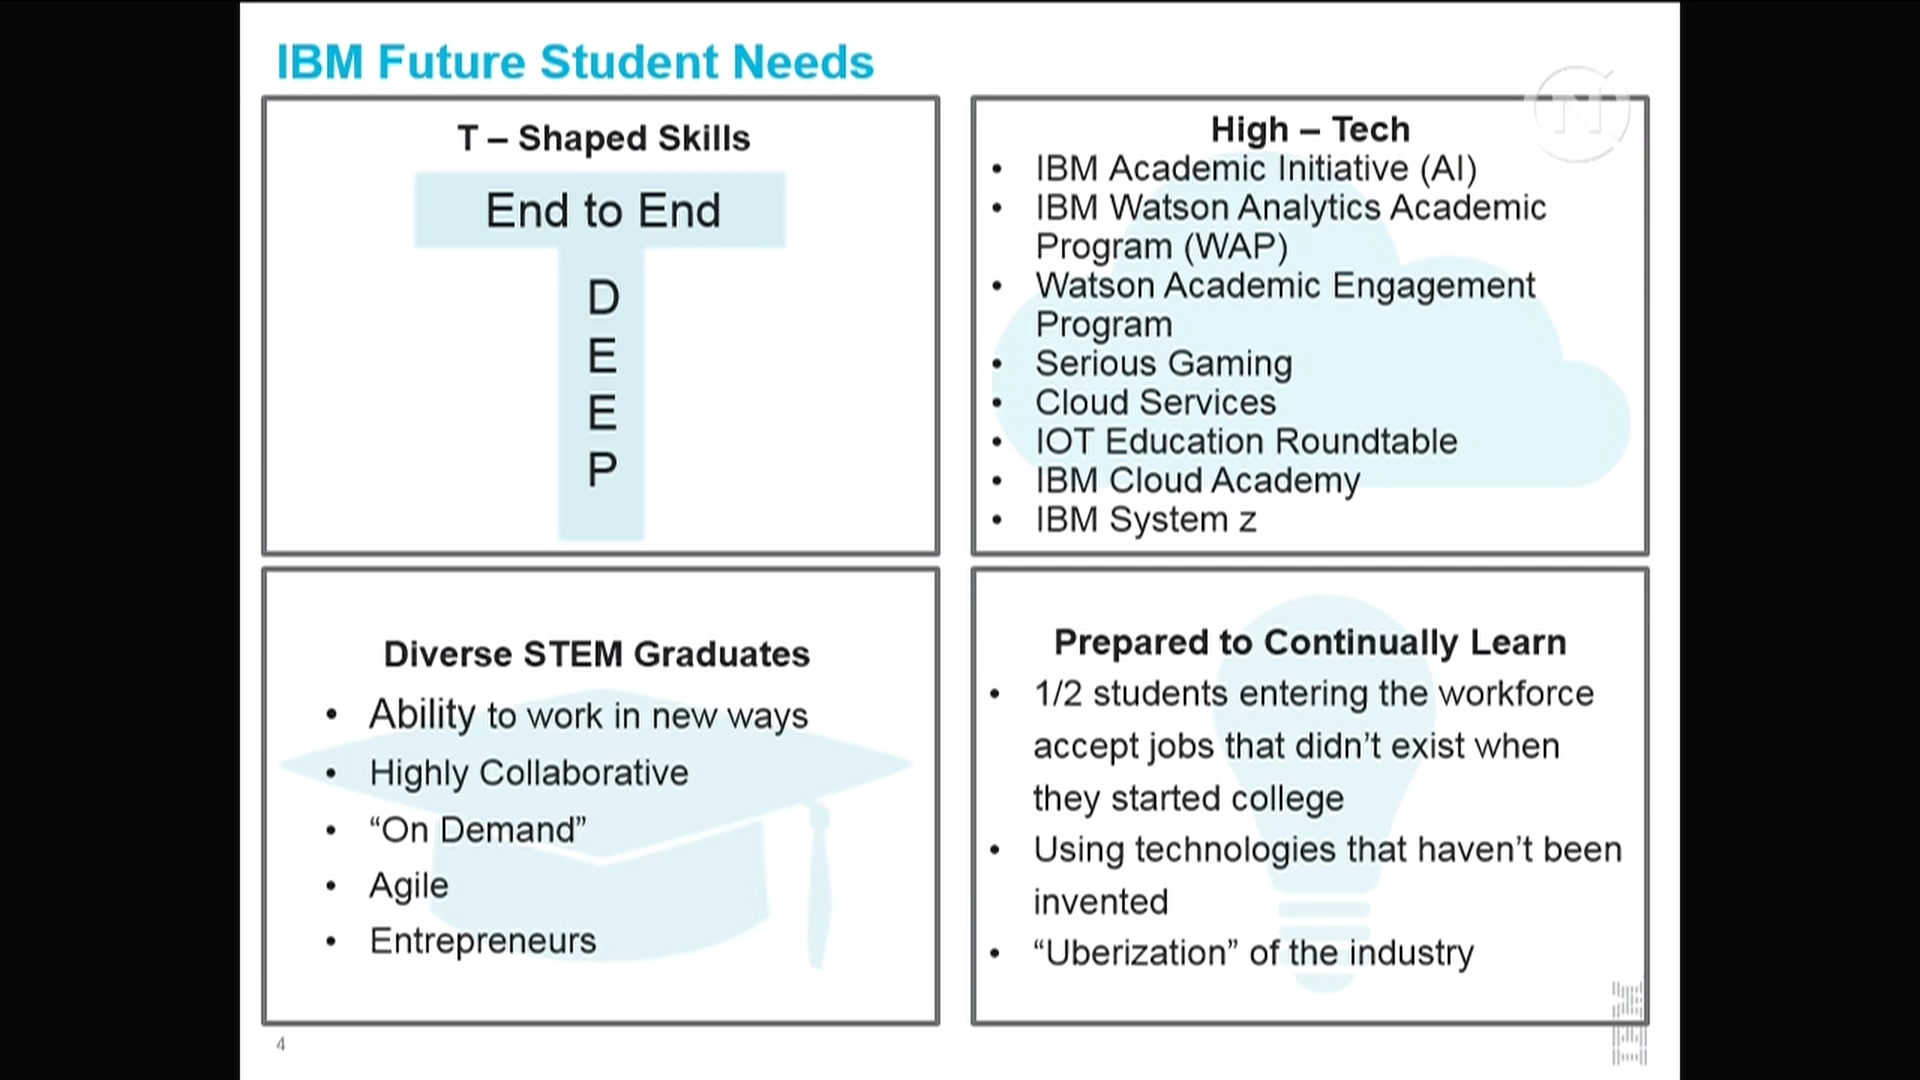 IBM Future Student Needs
T – Shaped Skills
End to End
D
E
E
P
High – Tech
• IBM Academic Initiative (AI)
• IBM Watson Analytics Academic
Program (WAP)
• Watson Academic Engagement
Program
• Serious Gaming
• Cloud Services
• IOT Education Roundtable
• IBM Cloud Academy
• IBM System z
Diverse STEM Graduates
• Ability to work in new ways
• Highly Collaborative
• “On Demand”
• Agile
• Entrepreneurs
Prepared to Continually Learn
• 1/2 students entering the workforce
accept jobs that didn’t exist when
they started college
• Using technologies that haven’t been
invented
• “Uberization” of the industry
4
IBM
N